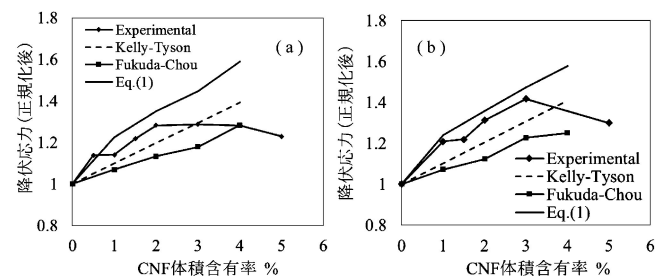 (a)
Experimental
Kelly-Tyson
Fukuda-Chou
Eq.(1)
降伏応力(正規化後)
1.8
1.6
1.4
1.2
1
0.8
0 1 2 3 4 5 6
CNF体積含有率 %
(b)
Experimental
Kelly-Tyson
Fukuda-Chou
Eq.(1)
降伏応力(正規化後)
1.8
1.6
1.4
1.2
1
0.8
0 1 2 3 4 5 6
CNF体積含有率 %